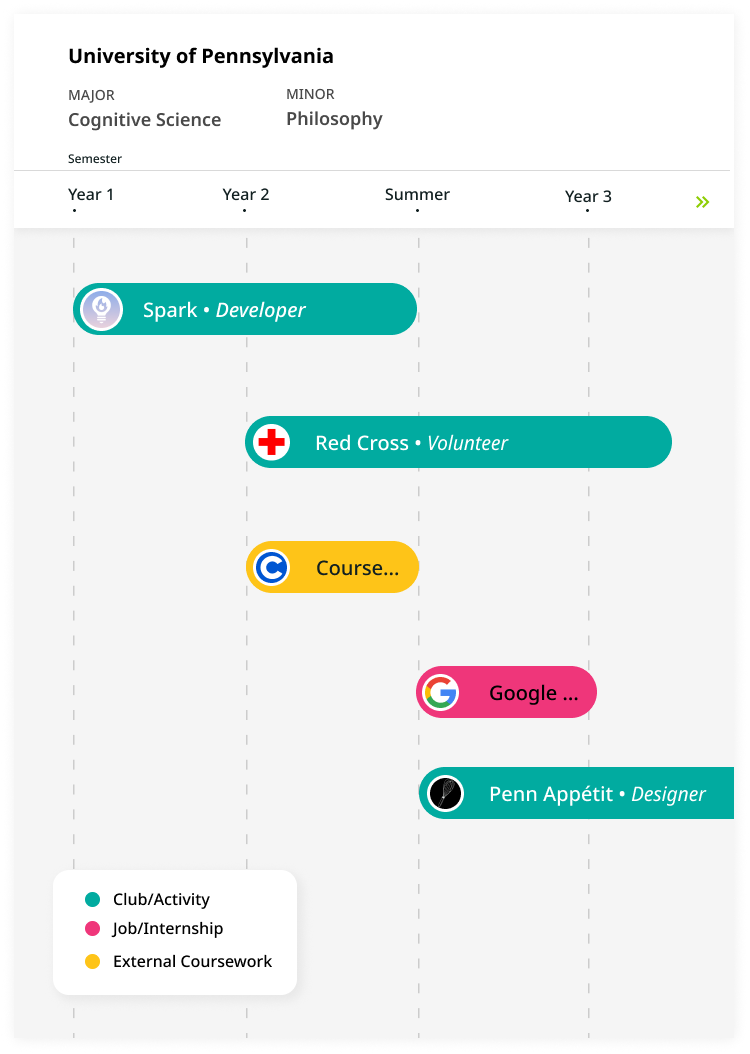 University of Pennsylvania
MAJOR MINOR
Cognitive Science Philosophy
Semester
Year 1 Year 2 Summer Year 3 »
Spark • Developer
Red Cross • Volunteer
Course...
Google ...
Penn Appétit • Designer
Club/Activity
Job/Internship
External Coursework